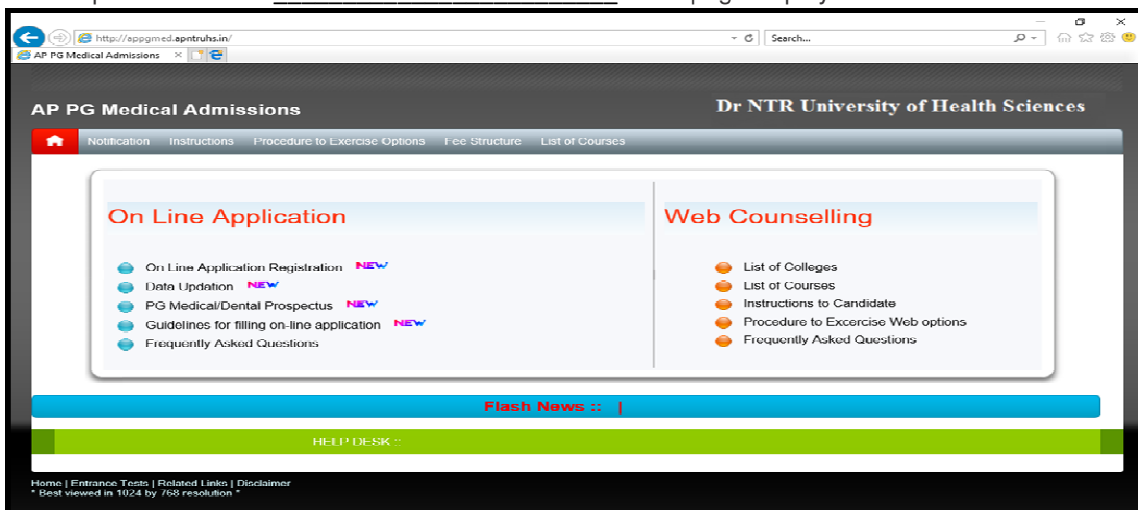 http://appgmed.apntruhs.in/
Search...
AP PG Medical Admissions
AP PG Medical Admissions
Dr NTR University of Health Sciences
Notification Instructions Procedure to Exercise Options Fee Structure List of Courses
On Line Application
On Line Application Registration NEW
Data Updation NEW
PG Medical/Dental Prospectus NEW
Guidelines for filling on-line application NEW
Frequently Asked Questions
Web Counselling
List of Colleges
List of Courses
Instructions to Candidate
Procedure to Excercise Web options
Frequently Asked Questions
Flash News :: |
HELP DESK ::
Home | Entrance Tests | Related Links | Disclaimer
* Best viewed in 1024 by 768 resolution *